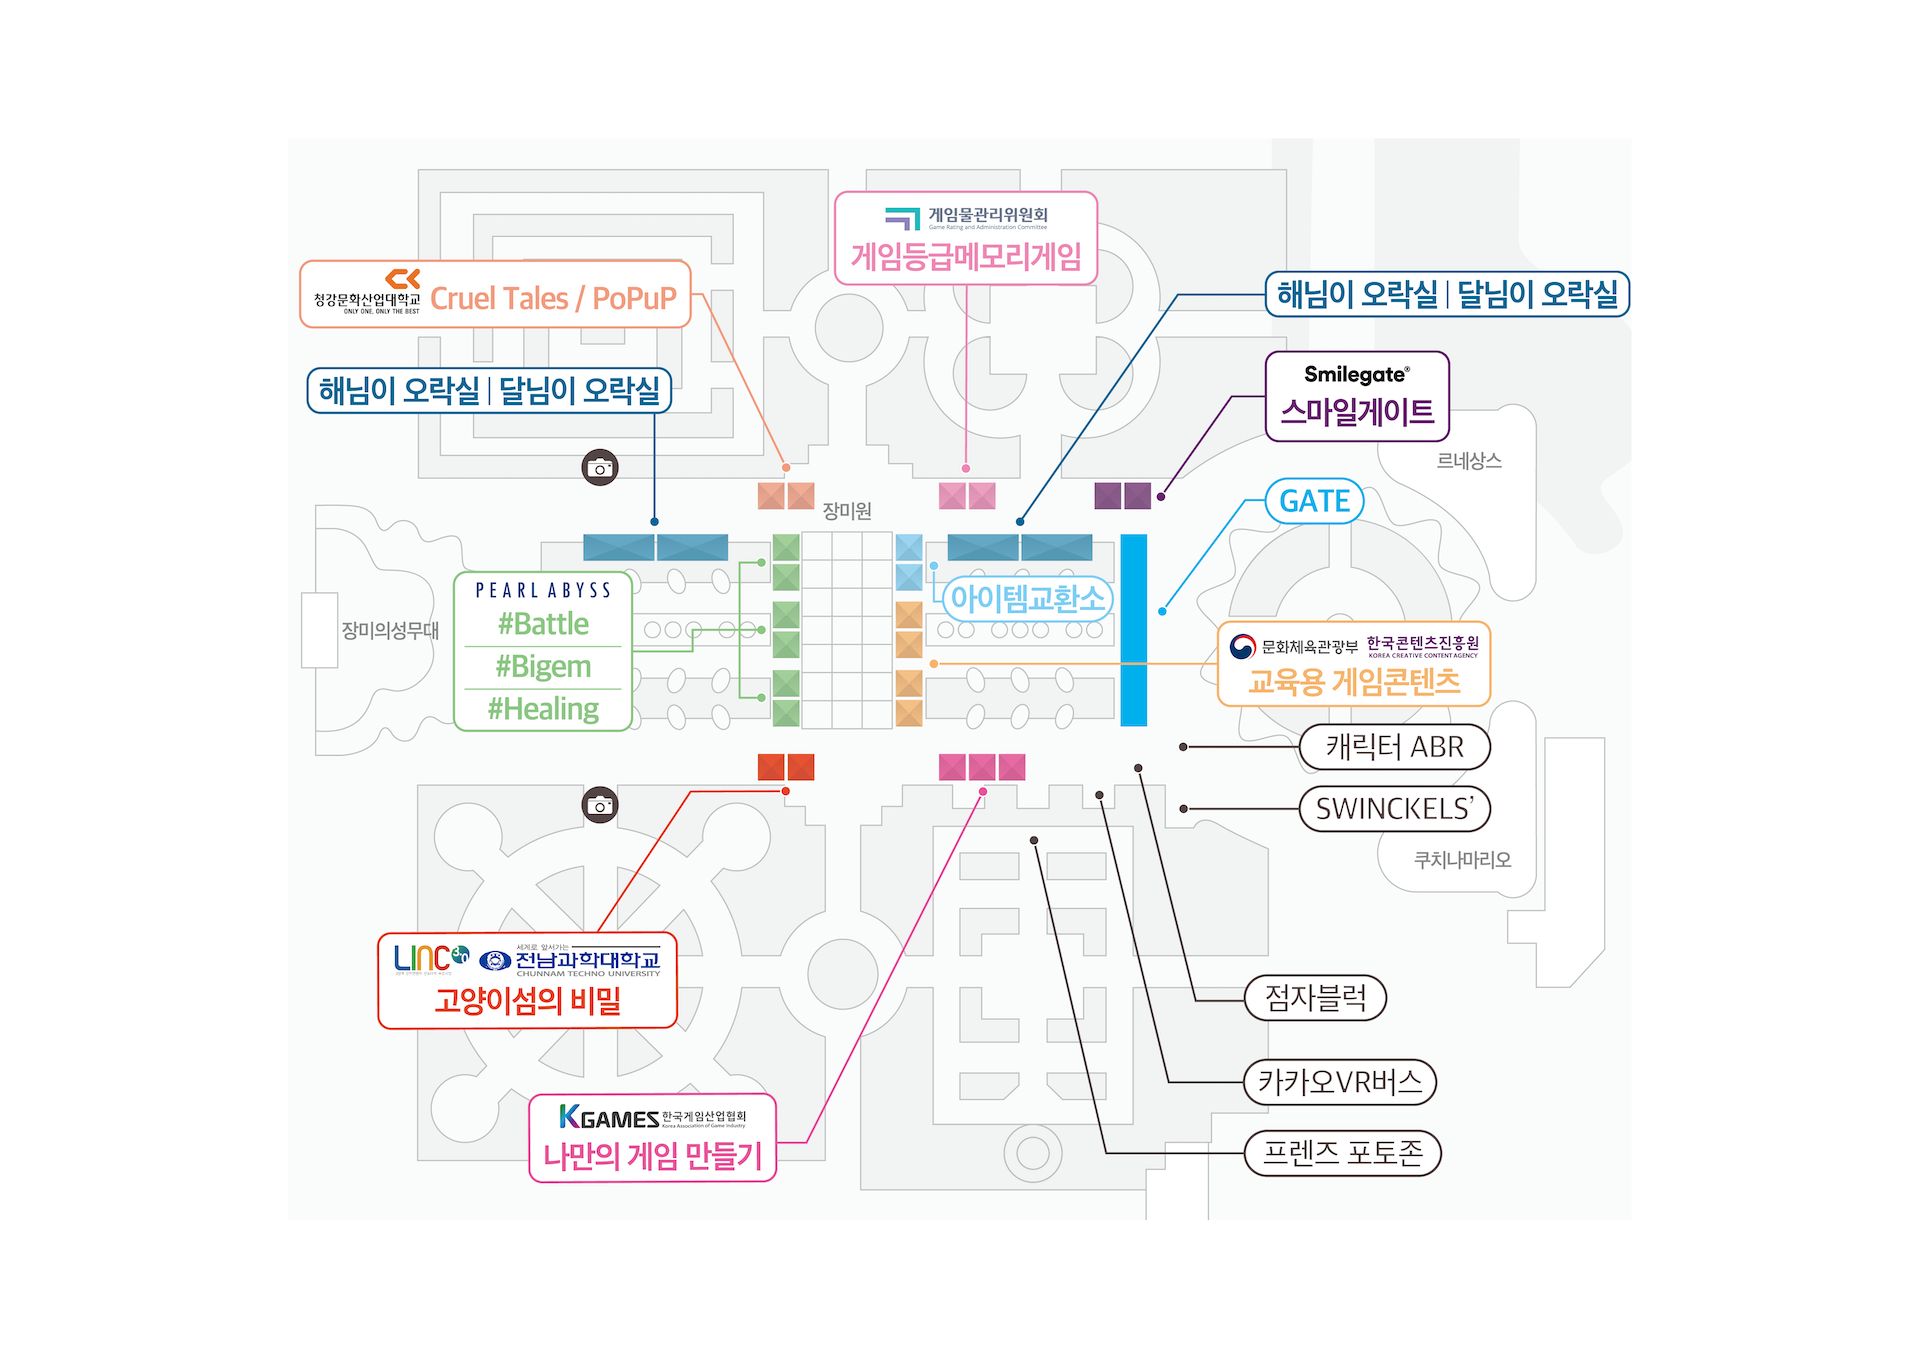 게임물관리위원회
Game Rating and Administration Committee
게임등급메모리게임
청강문화산업대학교
ONLY ONE, ONLY THE BEST
Cruel Tales / PoPuP
해님이 오락실 | 달님이 오락실
해님이 오락실 | 달님이 오락실
Smilegate®
스마일게이트
르네상스
GATE
장미원
아이템교환소
PEARL ABYSS
#Battle
#Bigem
#Healing
장미의성무대
문화체육관광부
한국콘텐츠진흥원
KOREA CREATIVE CONTENT AGENCY
교육용 게임콘텐츠
캐릭터 ABR
SWINCKELS’
쿠치나마리오
LINC 3.0
세계로 앞서가는
전남과학대학교
CHUNNAM TECHNO UNIVERSITY
고양이섬의 비밀
점자블럭
카카오VR버스
프렌즈 포토존
KGAMES 한국게임산업협회
Korea Association of Game Industry
나만의 게임 만들기